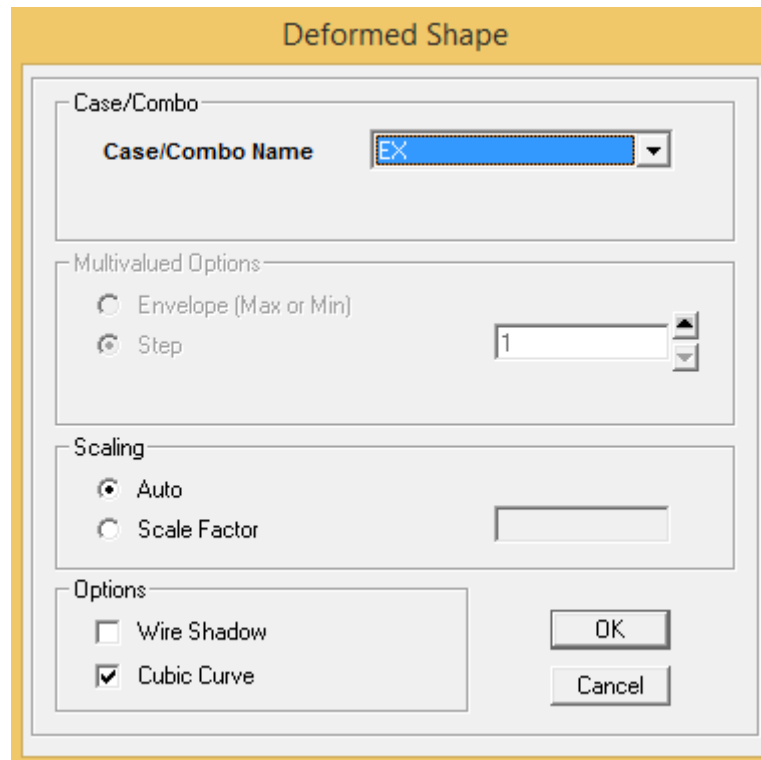 Deformed Shape
Case/Combo
Case/Combo Name EX
Multivalued Options
Envelope (Max or Min)
Step 1
Scaling
Auto
Scale Factor
Options
Wire Shadow
Cubic Curve
OK
Cancel